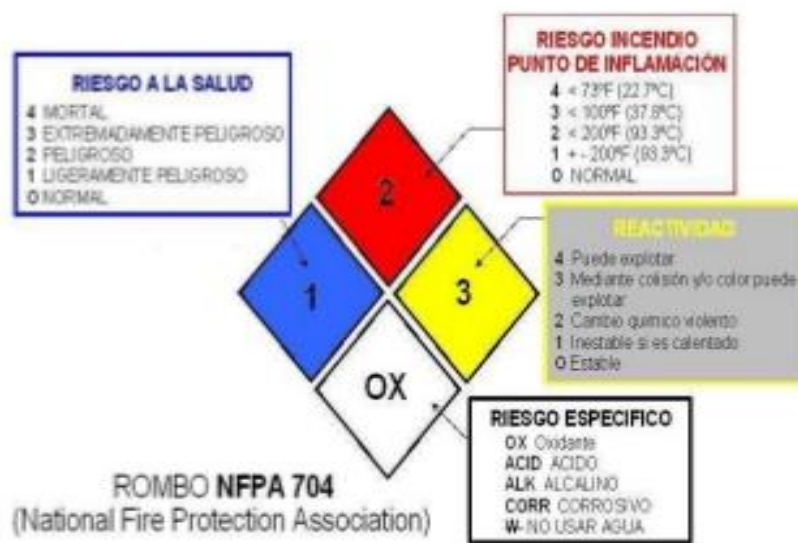 RIESGO A LA SALUD
4 MORTAL
3 EXTREMADAMENTE PELIGROSO
2 PELIGROSO
1 LIGERAMENTE PELIGROSO
0 NORMAL
RIESGO INCENDIO
PUNTO DE INFLAMACIÓN
4 < 73ºF (22.7ºC)
3 < 100ºF (37.8ºC)
2 < 200ºF (93.3ºC)
1 + - 200ºF (93.3ºC)
0 NORMAL
2
1
3
OX
REACTIVIDAD
4 Puede explotar
3 Mediante colisión y/o color puede
explotar
2 Cambio quimico violento
1 Inestable si es calentado
0 Estable
RIESGO ESPECIFICO
OX Oxidante
ACID ACIDO
ALK ALCALINO
CORR CORROSIVO
W- NO USAR AGUA
ROMBO NFPA 704
(National Fire Protection Association)